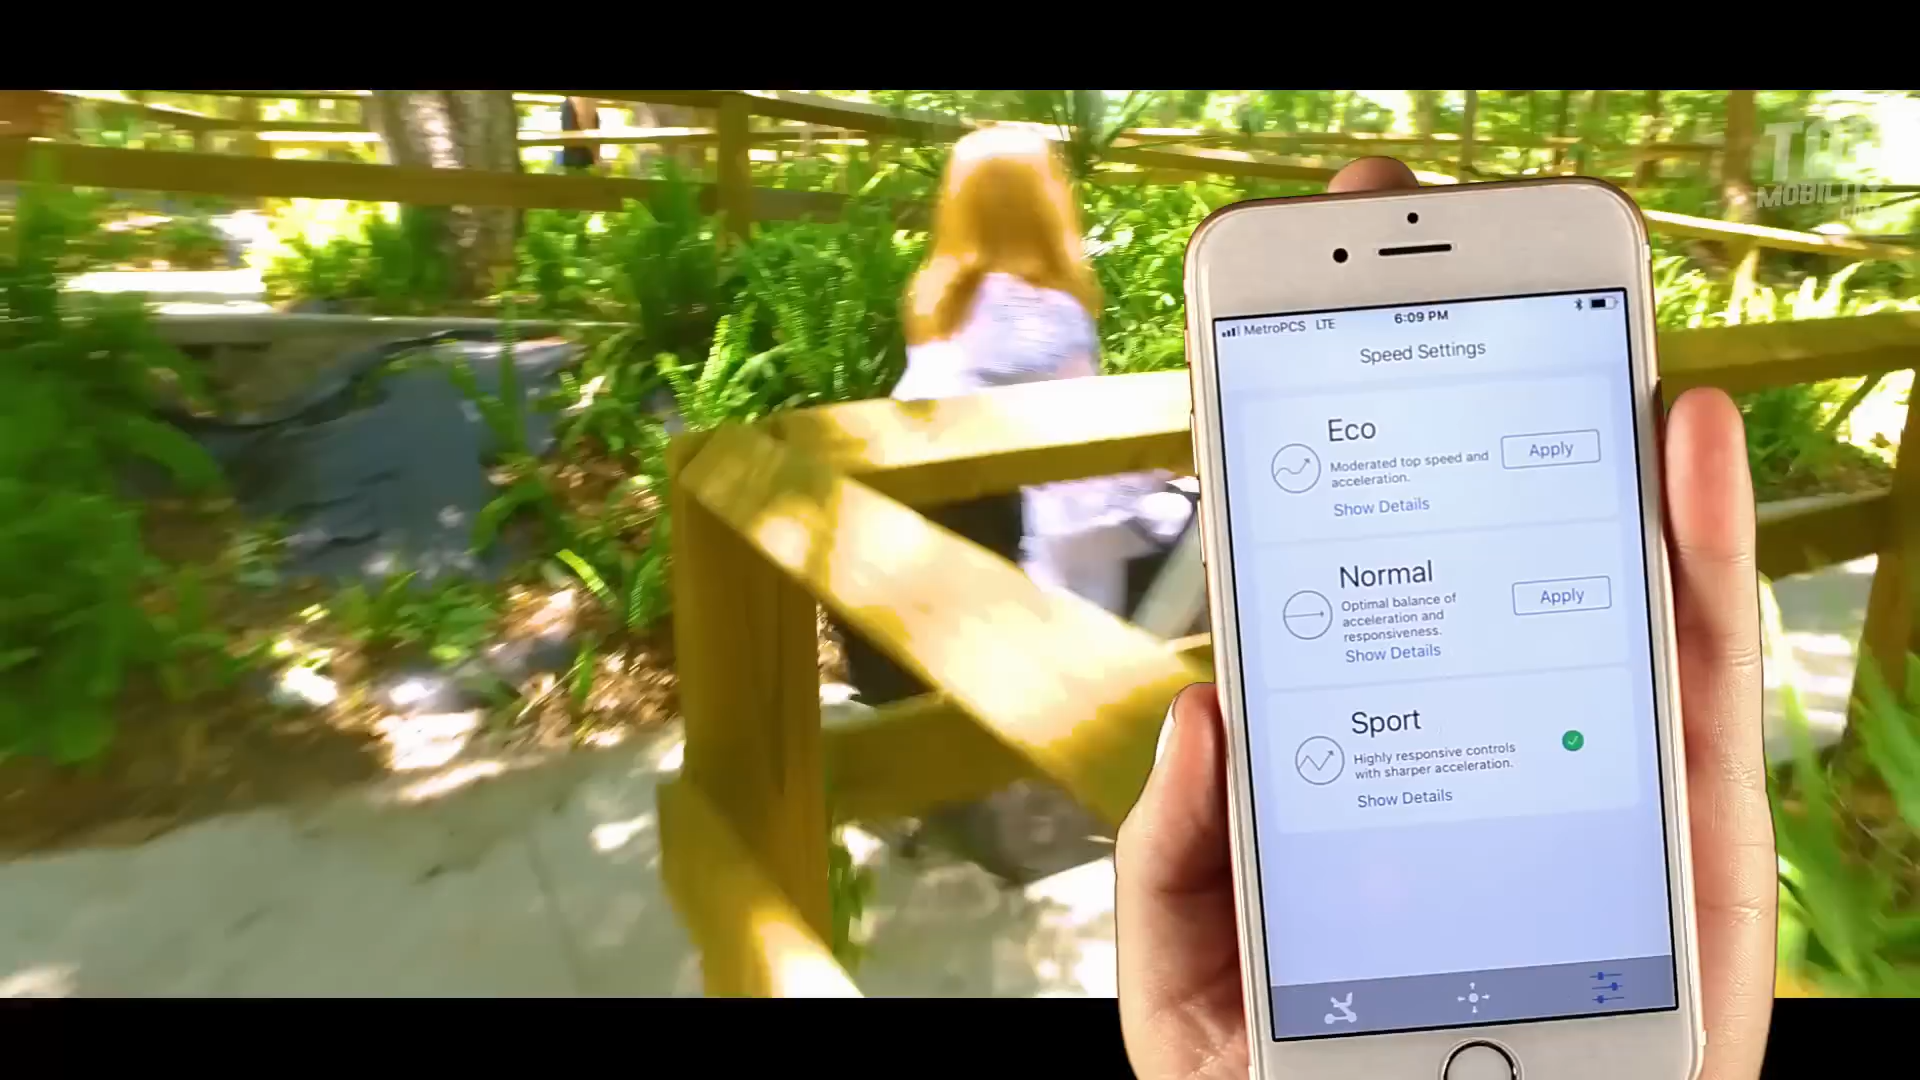 MOBILITY
MetroPCS LTE
6:09 PM
Speed Settings
Eco
Moderated top speed and
acceleration.
Show Details
Apply
Normal
Optimal balance of
acceleration and
responsiveness.
Show Details
Apply
Sport
Highly responsive controls
with sharper acceleration.
Show Details